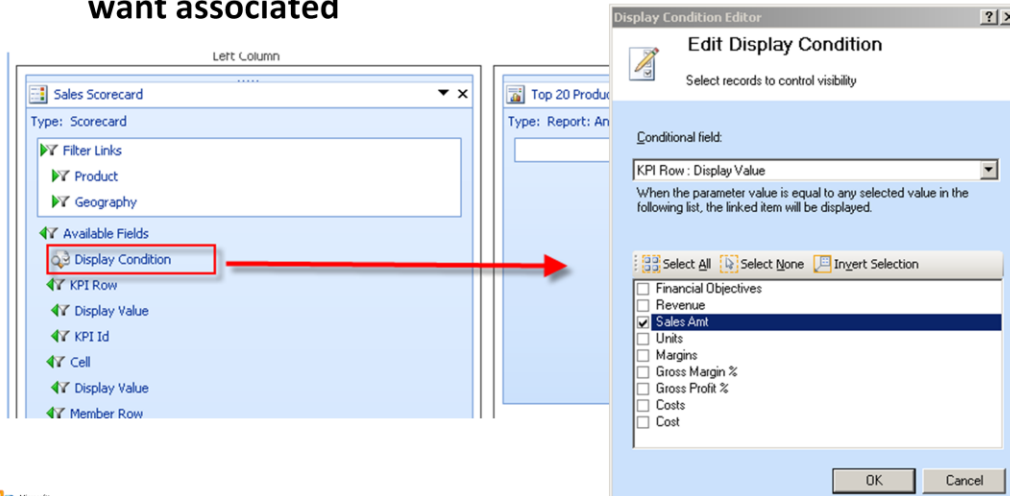 want associated
Left Column
Sales Scorecard
Type: Scorecard
Filter Links
Product
Geography
Available Fields
Display Condition
KPI Row
Display Value
KPI Id
Cell
Display Value
Member Row
Top 20 Produc
Type: Report: An
Display Condition Editor
Edit Display Condition
Select records to control visibility
Conditional field:
KPI Row : Display Value
When the parameter value is equal to any selected value in the
following list, the linked item will be displayed.
Select All Select None Invert Selection
Financial Objectives
Revenue
Sales Amt
Units
Margins
Gross Margin %
Gross Profit %
Costs
Cost
OK Cancel